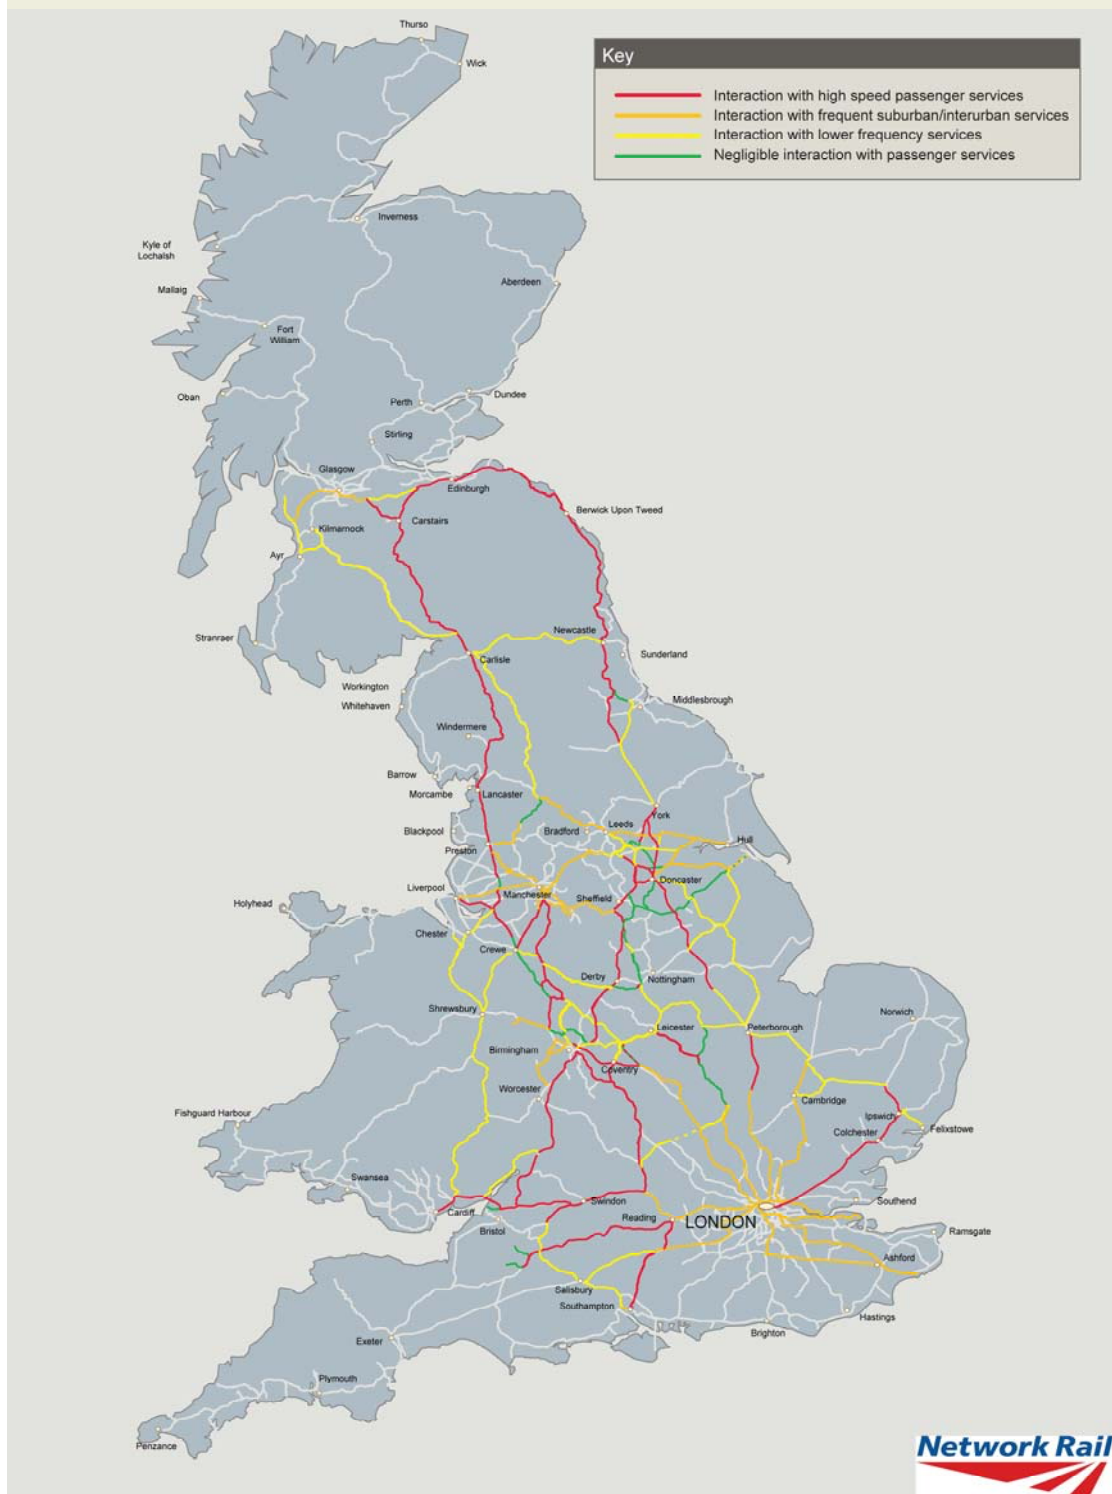 Thurso
Wick
Key
Interaction with high speed passenger services
Interaction with frequent suburban/interurban services
Interaction with lower frequency services
Negligible interaction with passenger services
Inverness
Kyle of
Lochalsh
Aberdeen
Mallaig
Fort
William
Oban
Perth
Dundee
Stirling
Glasgow
Edinburgh
Berwick Upon Tweed
Carstairs
Kilmarnock
Ayr
Stranraer
Newcastle
Sunderland
Carlisle
Workington
Whitehaven
Middlesbrough
Windermere
Barrow
Morcambe
Lancaster
York
Blackpool
Bradford
Leeds
Hull
Preston
Doncaster
Liverpool
Manchester
Sheffield
Holyhead
Chester
Crewe
Derby
Nottingham
Shrewsbury
Norwich
Leicester
Peterborough
Birmingham
Coventry
Worcester
Cambridge
Fishguard Harbour
Ipswich
Felixstowe
Colchester
Swansea
Swindon
Southend
Cardiff
Reading
LONDON
Bristol
Ramsgate
Ashford
Salisbury
Southampton
Hastings
Brighton
Exeter
Plymouth
Penzance
Network Rail